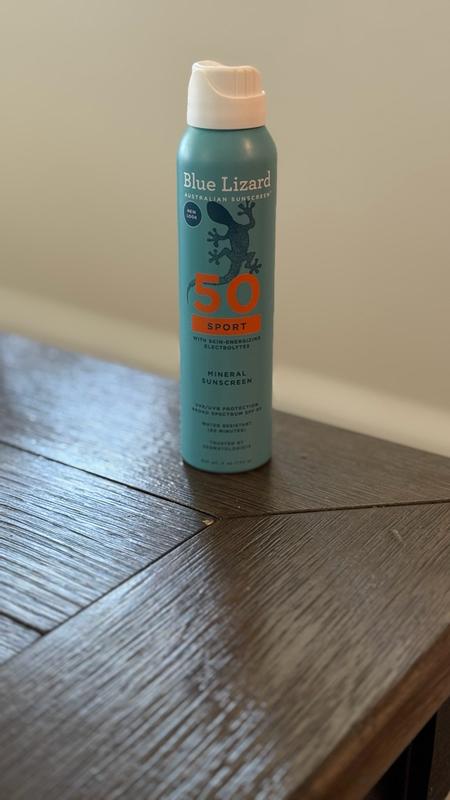 Blue Lizard
AUSTRALIAN SUNSCREEN
NEW
LOOK
50
SPORT
WITH SKIN-ENERGIZING
ELECTROLYTES
MINERAL
SUNSCREEN
UVA/UVB PROTECTION
BROAD SPECTRUM SPF 50
WATER RESISTANT
(80 MINUTES)
TRUSTED BY
DERMATOLOGISTS